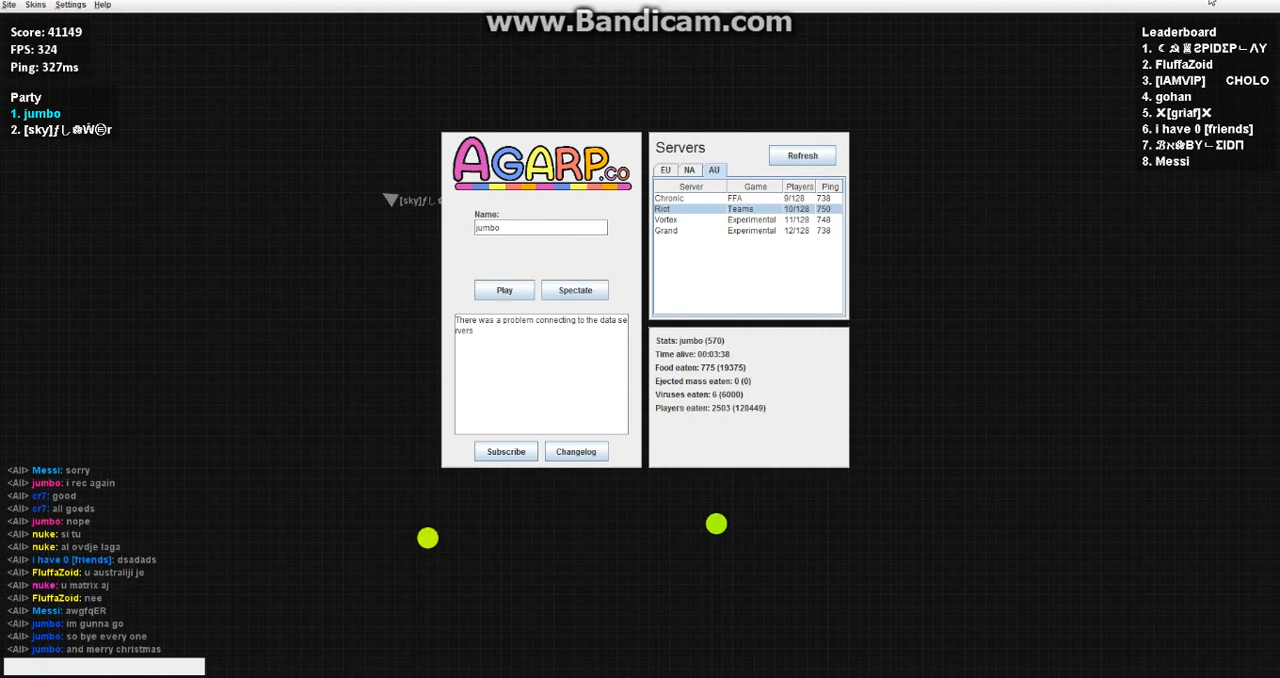 Site Skins Settings Help
www.Bandicam.com
Score: 41149
FPS: 324
Ping: 327ms
Party
1. jumbo
2. [sky]
Leaderboard
1.
2. FluffaZoid
3. [IAMVIP] CHOLO
4. gohan
5. X[griaf]X
6. i have 0 [friends]
7.
8. Messi
[sky]
AGARP.CO
Name:
jumbo
Play Spectate
There was a problem connecting to the data se
rvers
Subscribe Changelog
Servers
Refresh
EU NA AU
Server Game Players Ping
Chronic FFA 9/128 738
Riot Teams 10/128 750
Vortex Experimental 11/128 748
Grand Experimental 12/128 738
Stats: jumbo (570)
Time alive: 00:03:38
Food eaten: 775 (19375)
Ejected mass eaten: 0 (0)
Viruses eaten: 6 (6000)
Players eaten: 2503 (128449)
<All> Messi: sorry
<All> jumbo: i rec again
<All> cr7: good
<All> cr7: all goeds
<All> jumbo: nope
<All> nuke: si tu
<All> nuke: al ovdje laga
<All> i have 0 [friends]: dsadads
<All> FluffaZoid: u australiji je
<All> nuke: u matrix aj
<All> FluffaZoid: nee
<All> Messi: awgfqER
<All> jumbo: im gunna go
<All> jumbo: so bye every one
<All> jumbo: and merry christmas